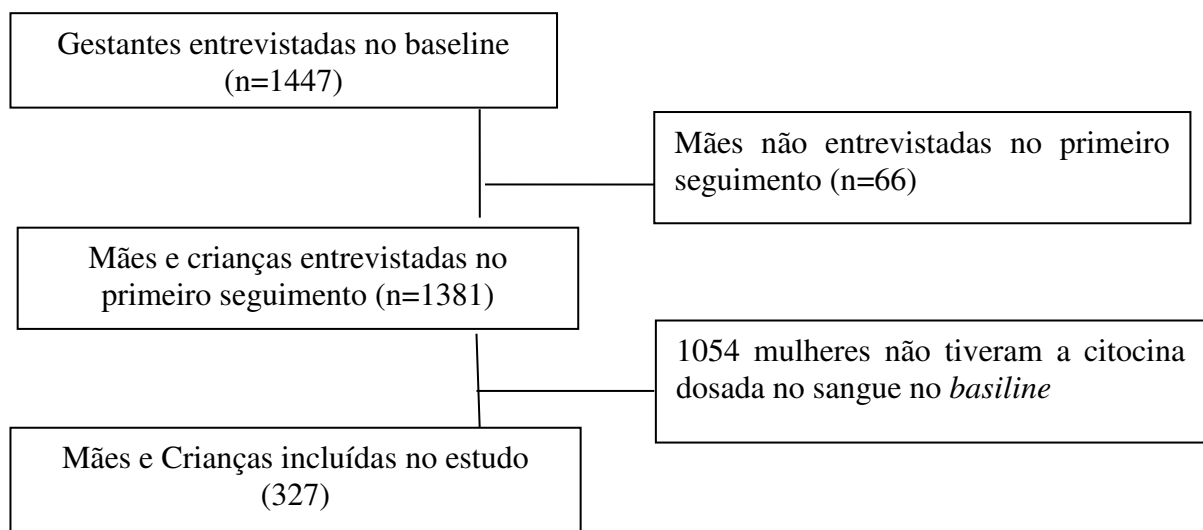 Gestantes entrevistadas no baseline
(n=1447)
Mães não entrevistadas no primeiro
seguimento (n=66)
Mães e crianças entrevistadas no
primeiro seguimento (n=1381)
1054 mulheres não tiveram a citocina
dosada no sangue no basiline
Mães e Crianças incluídas no estudo
(327)